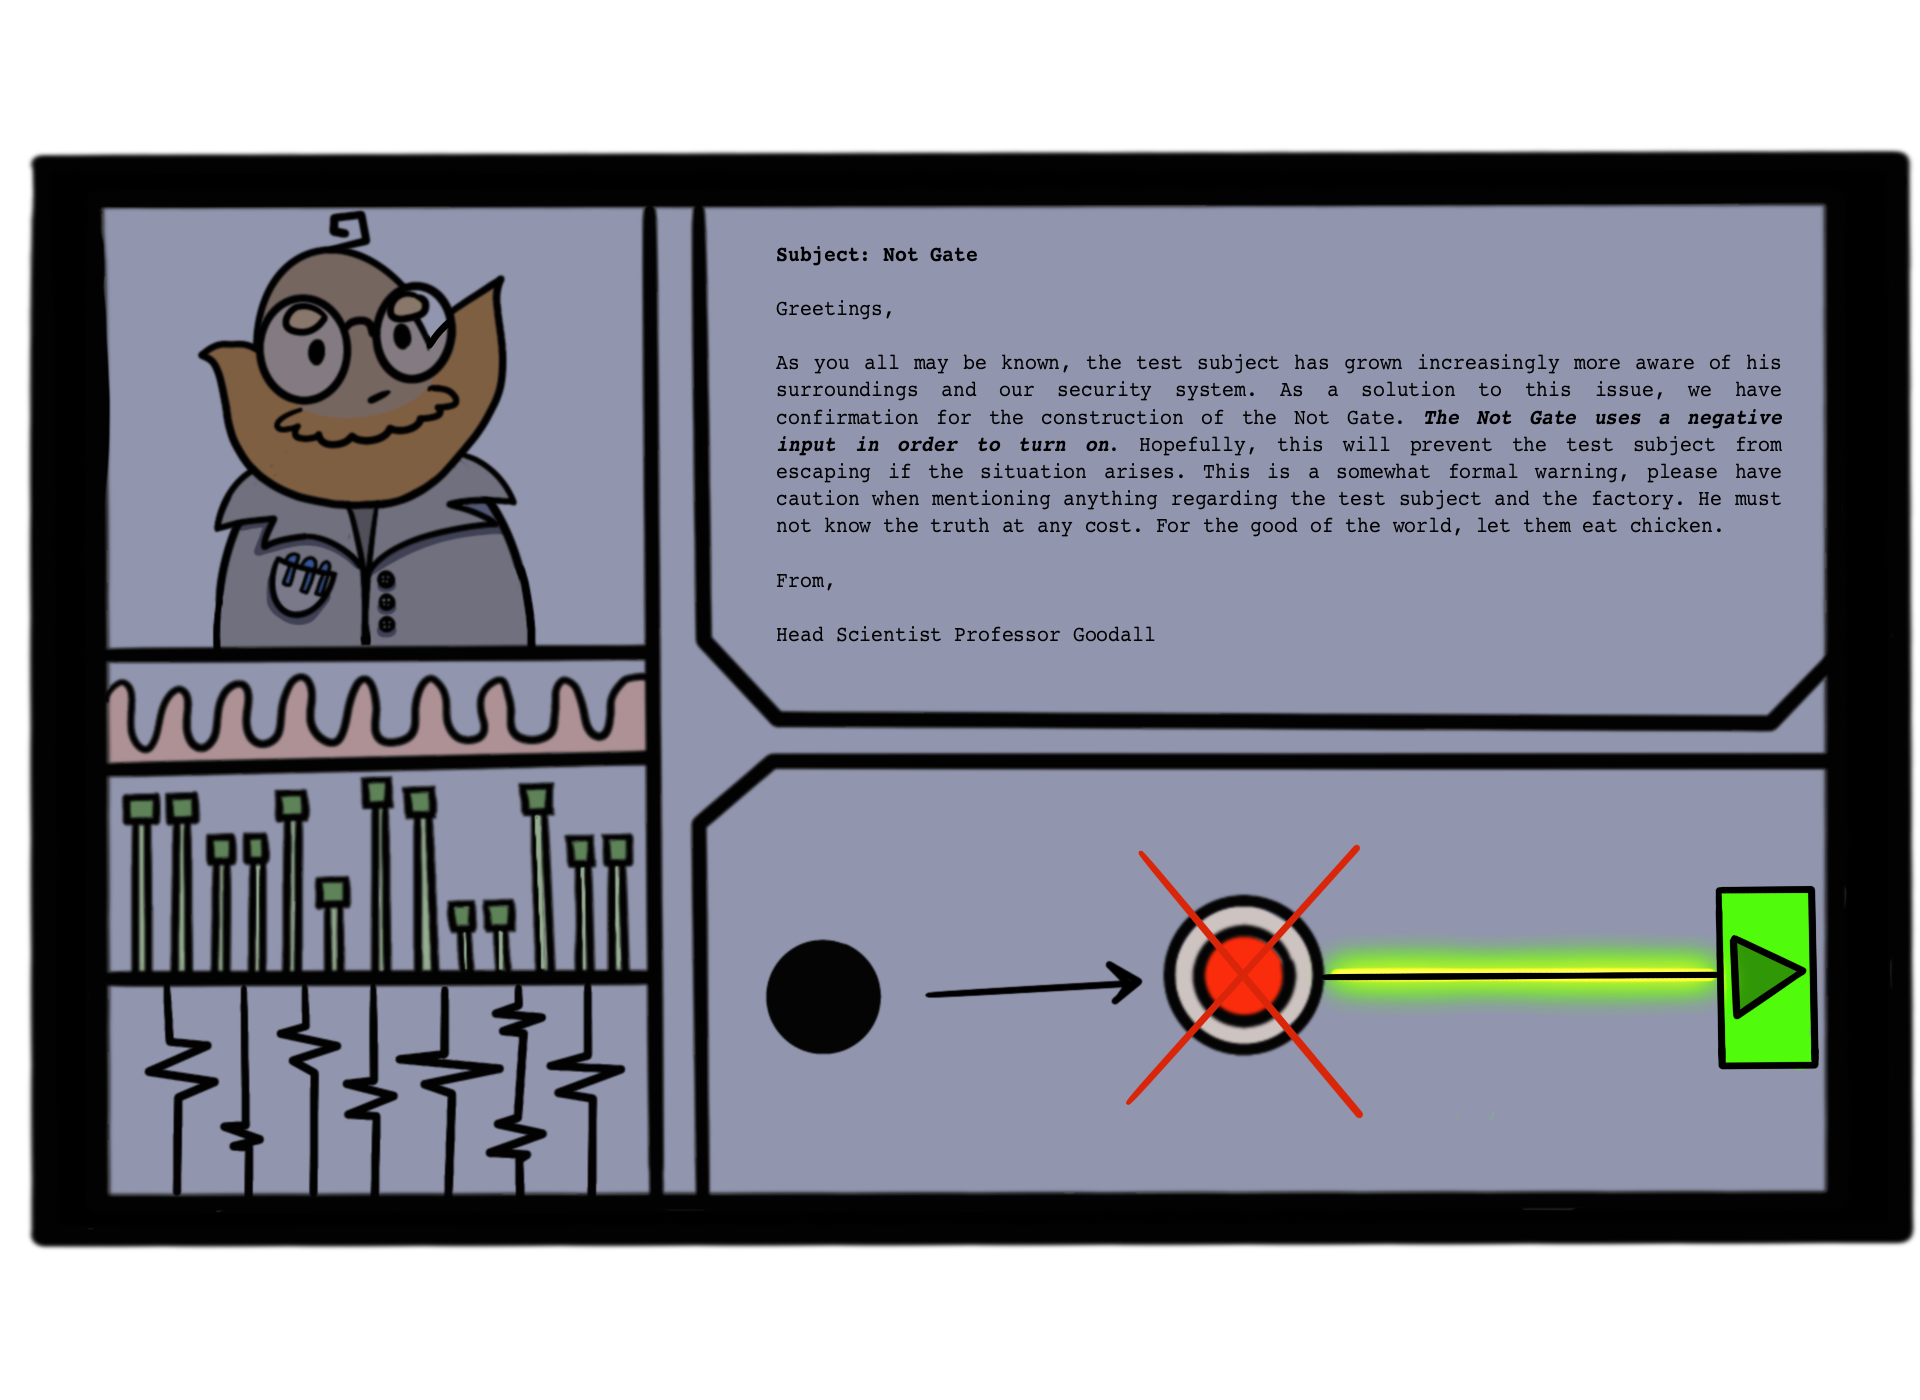 Subject: Not Gate
Greetings,
As you all may be known, the test subject has grown increasingly more aware of his
surroundings and our security system. As a solution to this issue, we have
confirmation for the construction of the Not Gate. The Not Gate uses a negative
input in order to turn on. Hopefully, this will prevent the test subject from
escaping if the situation arises. This is a somewhat formal warning, please have
caution when mentioning anything regarding the test subject and the factory. He must
not know the truth at any cost. For the good of the world, let them eat chicken.
From,
Head Scientist Professor Goodall